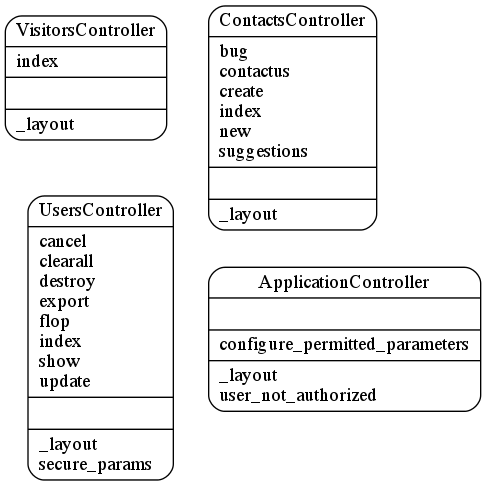 VisitorsController
index
_layout
ContactsController
bug
contactus
create
index
new
suggestions
_layout
UsersController
cancel
clearall
destroy
export
flop
index
show
update
_layout
secure_params
ApplicationController
configure_permitted_parameters
_layout
user_not_authorized